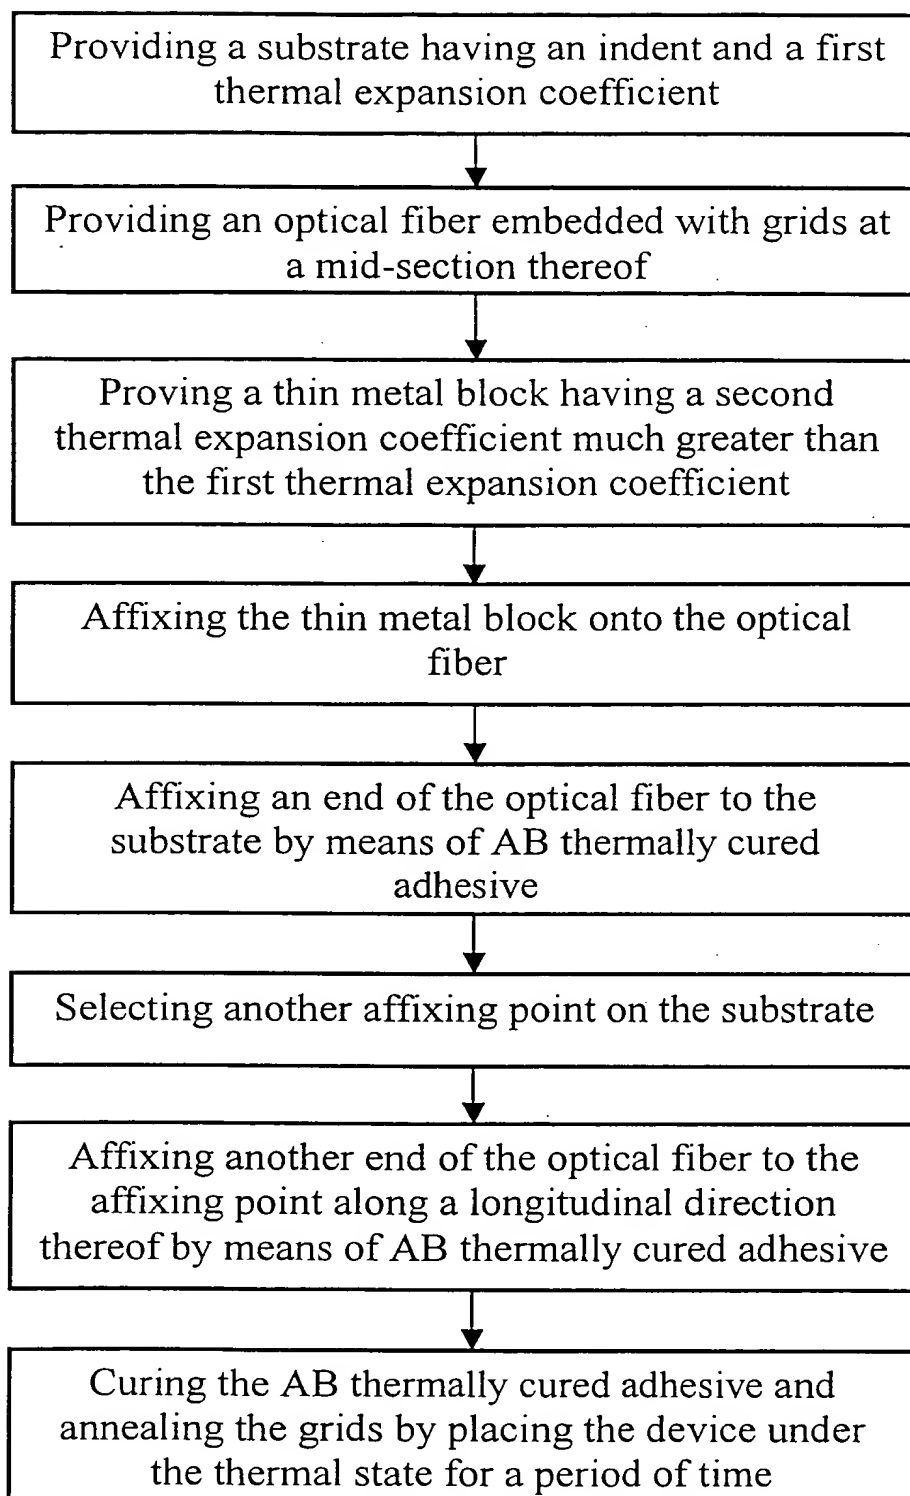 Providing a substrate having an indent and a first
thermal expansion coefficient
Providing an optical fiber embedded with grids at
a mid-section thereof
Proving a thin metal block having a second
thermal expansion coefficient much greater than
the first thermal expansion coefficient
Affixing the thin metal block onto the optical
fiber
Affixing an end of the optical fiber to the
substrate by means of AB thermally cured
adhesive
Selecting another affixing point on the substrate
Affixing another end of the optical fiber to the
affixing point along a longitudinal direction
thereof by means of AB thermally cured adhesive
Curing the AB thermally cured adhesive and
annealing the grids by placing the device under
the thermal state for a period of time